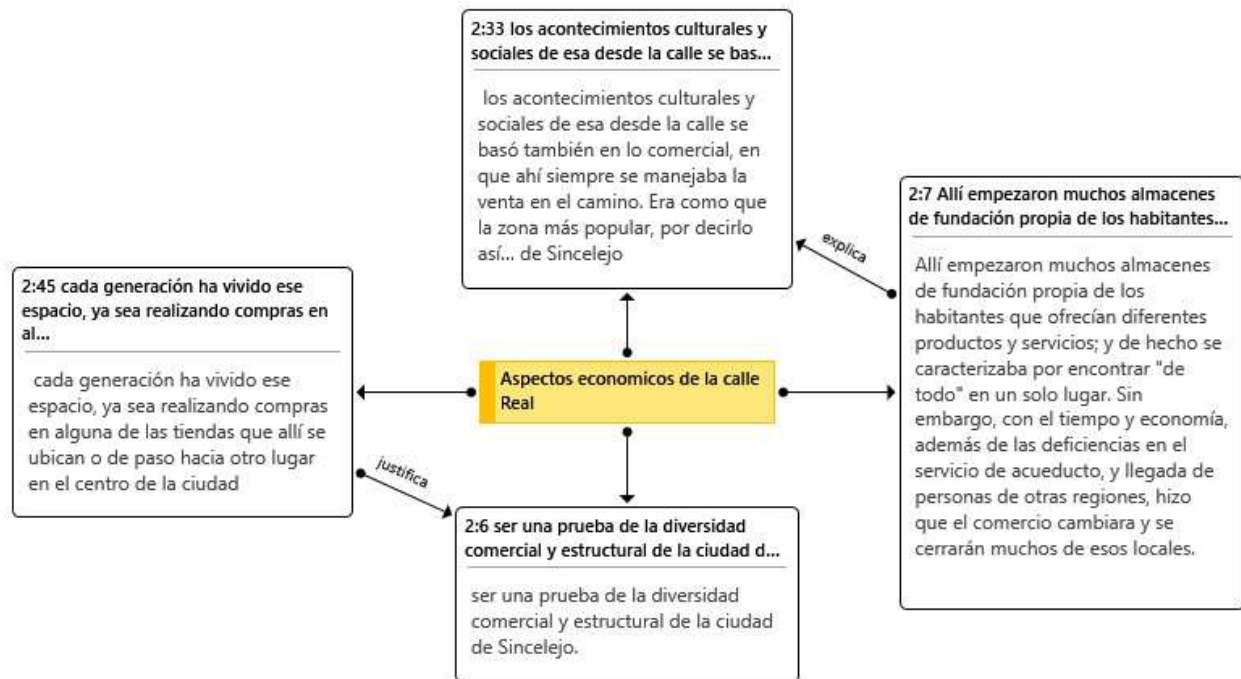 2:33 los acontecimientos culturales y
sociales de esa desde la calle se bas...
los acontecimientos culturales y
sociales de esa desde la calle se
basó también en lo comercial, en
que ahí siempre se manejaba la
venta en el camino. Era como que
la zona más popular, por decirlo
así... de Sincelejo
2:7 Allí empezaron muchos almacenes
de fundación propia de los habitantes...
Allí empezaron muchos almacenes
de fundación propia de los
habitantes que ofrecían diferentes
productos y servicios; y de hecho se
caracterizaba por encontrar "de
todo" en un solo lugar. Sin
embargo, con el tiempo y economía,
además de las deficiencias en el
servicio de acueducto, y llegada de
personas de otras regiones, hizo
que el comercio cambiara y se
cerrarán muchos de esos locales.
explica
2:45 cada generación ha vivido ese
espacio, ya sea realizando compras en
al...
cada generación ha vivido ese
espacio, ya sea realizando compras
en alguna de las tiendas que allí se
ubican o de paso hacia otro lugar
en el centro de la ciudad
Aspectos economicos de la calle
Real
justifica
2:6 ser una prueba de la diversidad
comercial y estructural de la ciudad d...
ser una prueba de la diversidad
comercial y estructural de la ciudad
de Sincelejo.